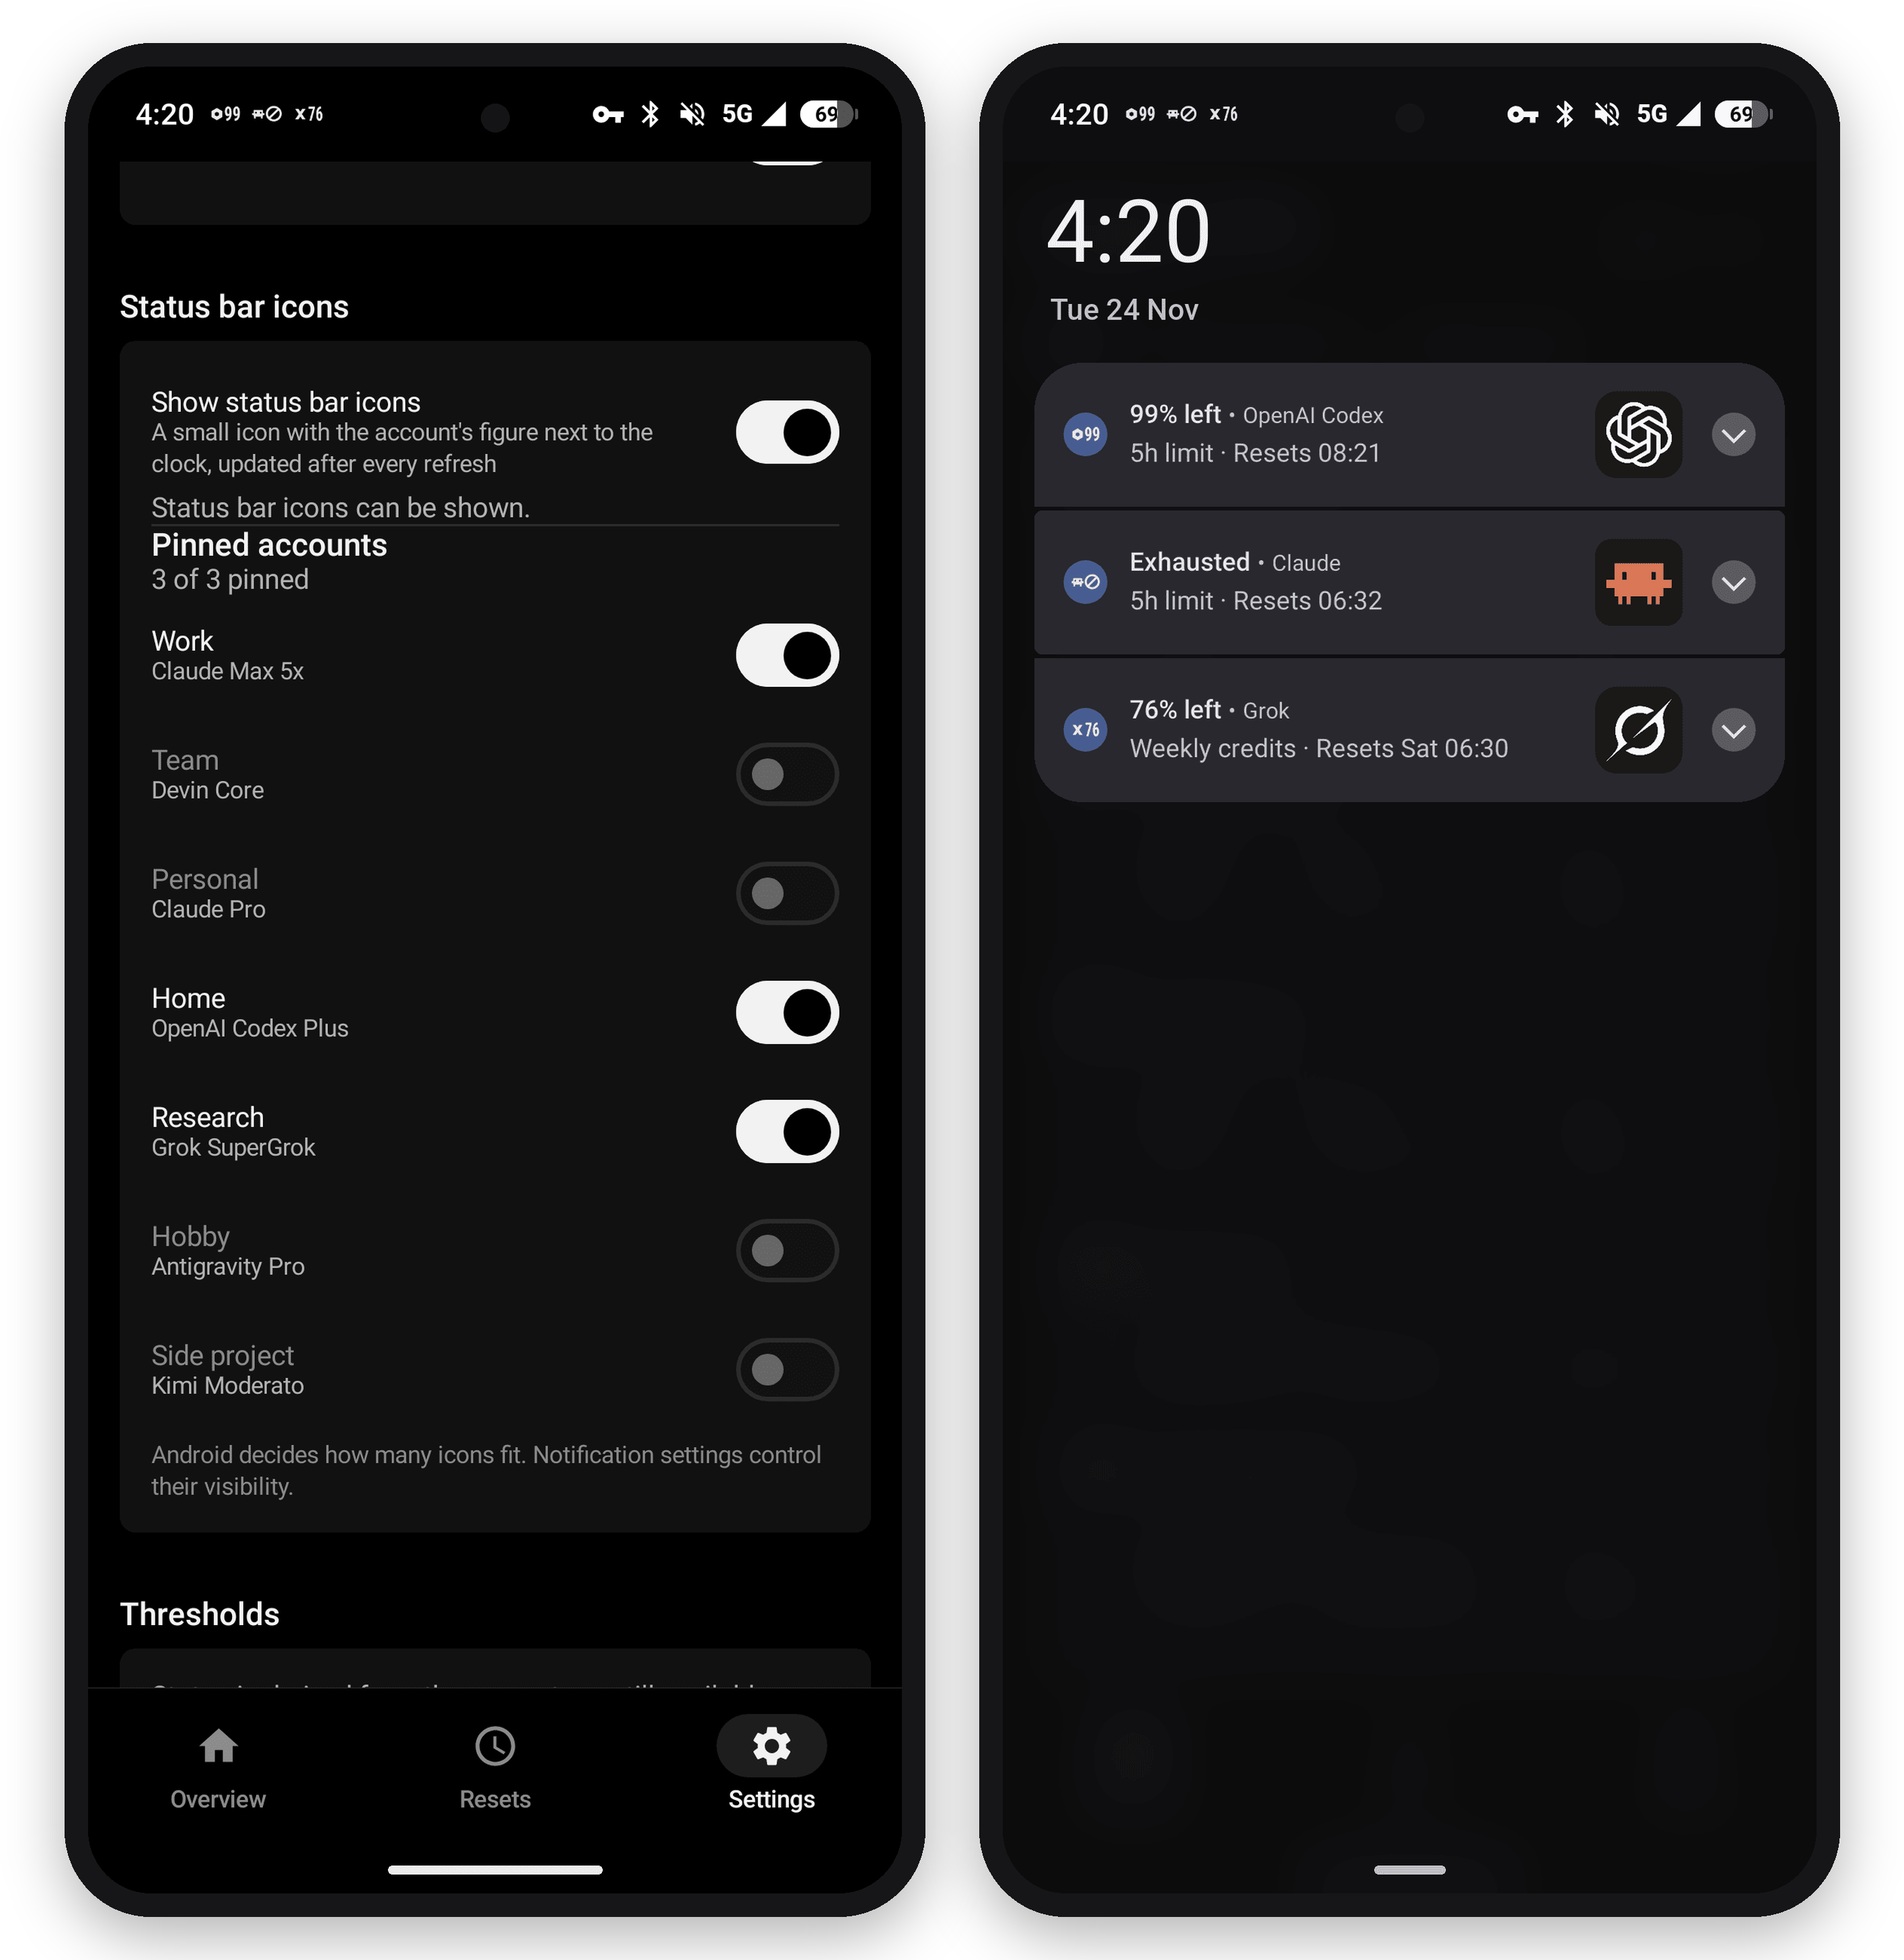 4:20 99 x 76 5G 69
Status bar icons
Show status bar icons
A small icon with the account's figure next to the
clock, updated after every refresh
Status bar icons can be shown.
Pinned accounts
3 of 3 pinned
Work
Claude Max 5x
Team
Devin Core
Personal
Claude Pro
Home
OpenAI Codex Plus
Research
Grok SuperGrok
Hobby
Antigravity Pro
Side project
Kimi Moderato
Android decides how many icons fit. Notification settings control
their visibility.
Thresholds
Overview Resets Settings
4:20 99 x 76 5G 69
4:20
Tue 24 Nov
99 99% left • OpenAI Codex
5h limit · Resets 08:21
Exhausted • Claude
5h limit · Resets 06:32
x 76 76% left • Grok
Weekly credits · Resets Sat 06:30